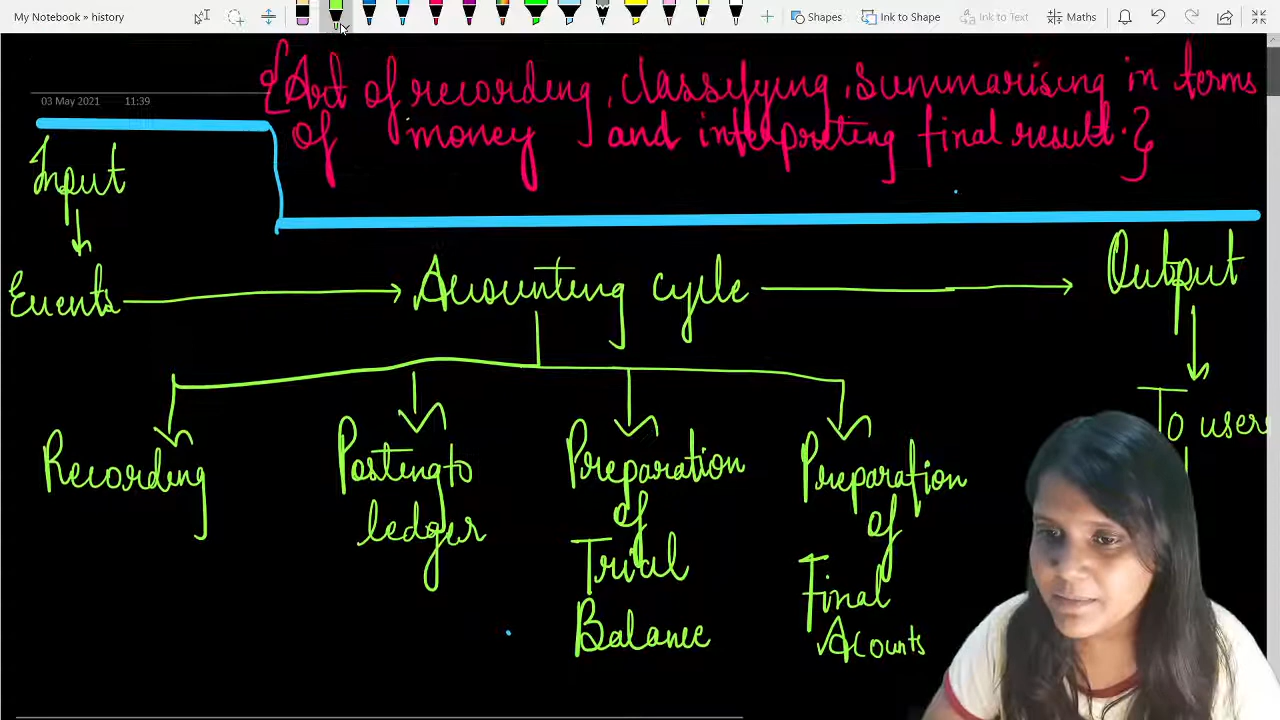 My Notebook » history
Shapes
Ink to Shape
Ink to Text
Maths
03 May 2021 11:39
{Art of recording, classifying, summarising in terms
of money and interpreting final result.}
Input
Events
Accounting cycle
Output
To users
Recording
Posting to
ledger
Preparation
of
Trial
Balance
Preparation
of
Final
Acounts